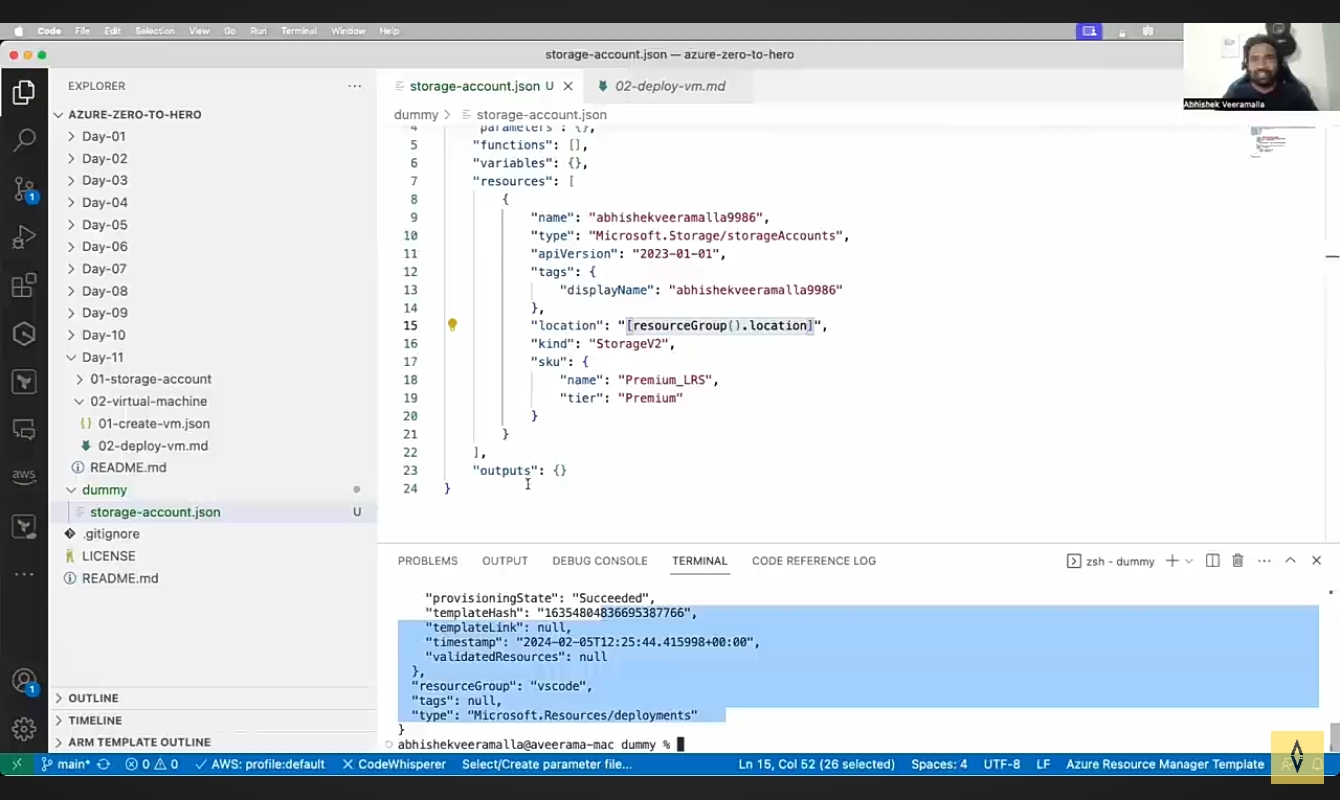 Code File Edit Selection View Go Run Terminal Window Help
storage-account.json — azure-zero-to-hero
Abhishek Veeramalla
EXPLORER
AZURE-ZERO-TO-HERO
Day-01
Day-02
Day-03
Day-04
Day-05
Day-06
Day-07
Day-08
Day-09
Day-10
Day-11
01-storage-account
02-virtual-machine
01-create-vm.json
02-deploy-vm.md
README.md
dummy
storage-account.json U
.gitignore
LICENSE
README.md
OUTLINE
TIMELINE
ARM TEMPLATE OUTLINE
1
aws
1
storage-account.json U 02-deploy-vm.md
dummy > storage-account.json
4 "parameters": {},
5 "functions": [],
6 "variables": {},
7 "resources": [
8 {
9 "name": "abhishekveeramalla9986",
10 "type": "Microsoft.Storage/storageAccounts",
11 "apiVersion": "2023-01-01",
12 "tags": {
13 "displayName": "abhishekveeramalla9986"
14 },
15 "location": "[resourceGroup().location]",
16 "kind": "StorageV2",
17 "sku": {
18 "name": "Premium_LRS",
19 "tier": "Premium"
20 }
21 }
22 ],
23 "outputs": {}
24 }
PROBLEMS OUTPUT DEBUG CONSOLE TERMINAL CODE REFERENCE LOG zsh - dummy
"provisioningState": "Succeeded",
"templateHash": "16354804836695387766",
"templateLink": null,
"timestamp": "2024-02-05T12:25:44.415998+00:00",
"validatedResources": null
},
"resourceGroup": "vscode",
"tags": null,
"type": "Microsoft.Resources/deployments"
}
abhishekveeramalla@aveerama-mac dummy %
main* 0 0 AWS: profile:default CodeWhisperer Select/Create parameter file... Ln 15, Col 52 (26 selected) Spaces: 4 UTF-8 LF Azure Resource Manager Template